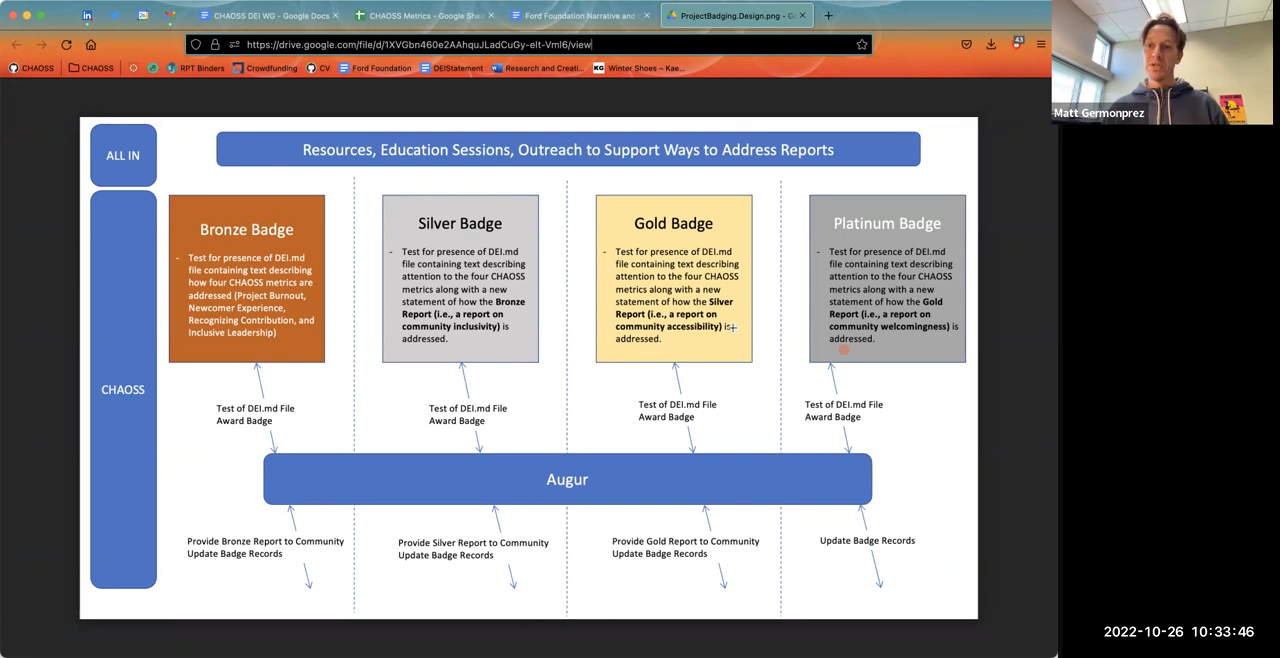 CHAOSS DEI WG - Google Docs
CHAOSS Metrics - Google She
Ford Foundation Narrative and F
ProjectBadging.Design.png - Go
https://drive.google.com/file/d/1XVGbn460e2AAhquJLadCuGy-eIt-VmI6/view
43
CHAOSS
CHAOSS
RPT Binders
Crowdfunding
CV
Ford Foundation
DEIStatement
Research and Creati...
KG
Winter Shoes – Kae...
Matt Germonprez
ALL IN
Resources, Education Sessions, Outreach to Support Ways to Address Reports
CHAOSS
Bronze Badge
- Test for presence of DEI.md
file containing text describing
how four CHAOSS metrics are
addressed (Project Burnout,
Newcomer Experience,
Recognizing Contribution, and
Inclusive Leadership)
Silver Badge
- Test for presence of DEI.md
file containing text describing
attention to the four CHAOSS
metrics along with a new
statement of how the Bronze
Report (i.e., a report on
community inclusivity) is
addressed.
Gold Badge
- Test for presence of DEI.md
file containing text describing
attention to the four CHAOSS
metrics along with a new
statement of how the Silver
Report (i.e., a report on
community accessibility) is
addressed.
Platinum Badge
- Test for presence of DEI.md
file containing text describing
attention to the four CHAOSS
metrics along with a new
statement of how the Gold
Report (i.e., a report on
community welcomingness) is
addressed.
Test of DEI.md File
Award Badge
Test of DEI.md File
Award Badge
Test of DEI.md File
Award Badge
Test of DEI.md File
Award Badge
Augur
Provide Bronze Report to Community
Update Badge Records
Provide Silver Report to Community
Update Badge Records
Provide Gold Report to Community
Update Badge Records
Update Badge Records
2022-10-26 10:33:46